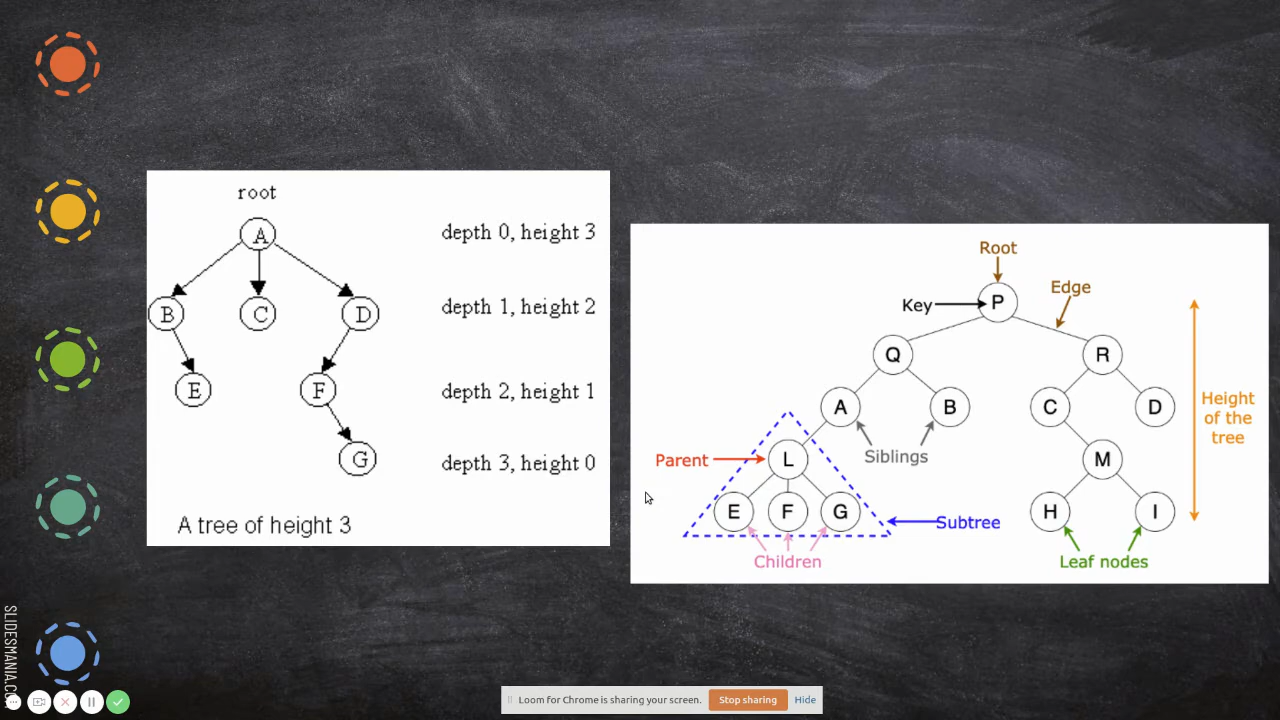 root
A
depth 0, height 3
B
C
D
depth 1, height 2
E
F
depth 2, height 1
G
depth 3, height 0
A tree of height 3
Root
Key
P
Edge
Q
R
A
B
C
D
Height
of the
tree
Siblings
Parent
L
M
E
F
G
H
I
Subtree
Children
Leaf nodes
SLIDESMANIA.C
Loom for Chrome is sharing your screen.
Stop sharing
Hide